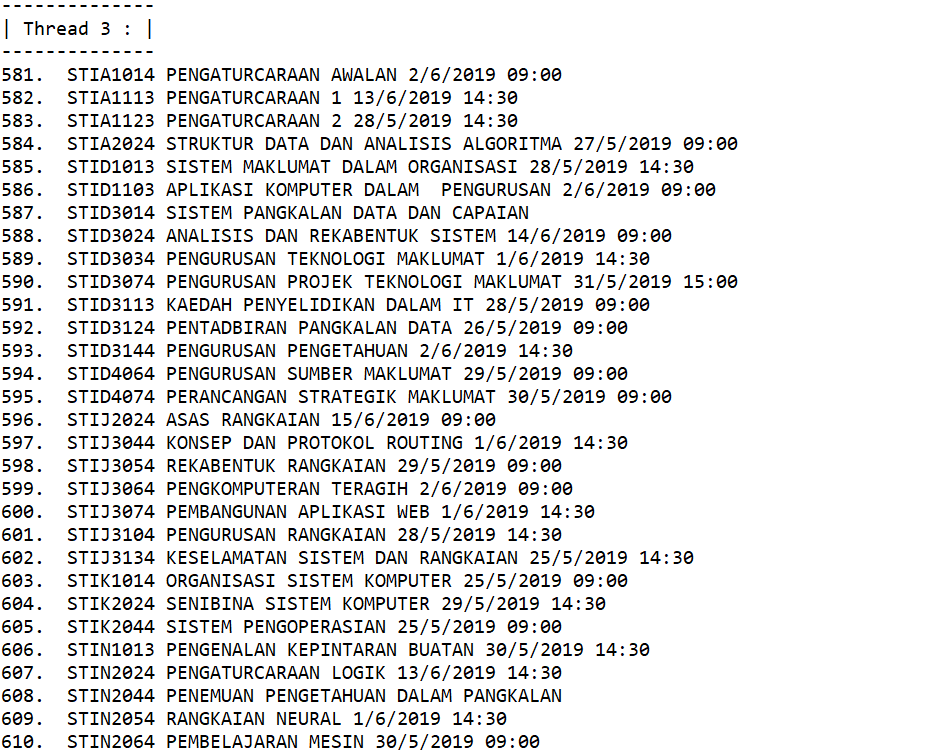 --------------
| Thread 3 : |
--------------
581.  STIA1014 PENGATURCARAAN AWALAN 2/6/2019 09:00
582.  STIA1113 PENGATURCARAAN 1 13/6/2019 14:30
583.  STIA1123 PENGATURCARAAN 2 28/5/2019 14:30
584.  STIA2024 STRUKTUR DATA DAN ANALISIS ALGORITMA 27/5/2019 09:00
585.  STID1013 SISTEM MAKLUMAT DALAM ORGANISASI 28/5/2019 14:30
586.  STID1103 APLIKASI KOMPUTER DALAM  PENGURUSAN 2/6/2019 09:00
587.  STID3014 SISTEM PANGKALAN DATA DAN CAPAIAN
588.  STID3024 ANALISIS DAN REKABENTUK SISTEM 14/6/2019 09:00
589.  STID3034 PENGURUSAN TEKNOLOGI MAKLUMAT 1/6/2019 14:30
590.  STID3074 PENGURUSAN PROJEK TEKNOLOGI MAKLUMAT 31/5/2019 15:00
591.  STID3113 KAEDAH PENYELIDIKAN DALAM IT 28/5/2019 09:00
592.  STID3124 PENTADBIRAN PANGKALAN DATA 26/5/2019 09:00
593.  STID3144 PENGURUSAN PENGETAHUAN 2/6/2019 14:30
594.  STID4064 PENGURUSAN SUMBER MAKLUMAT 29/5/2019 09:00
595.  STID4074 PERANCANGAN STRATEGIK MAKLUMAT 30/5/2019 09:00
596.  STIJ2024 ASAS RANGKAIAN 15/6/2019 09:00
597.  STIJ3044 KONSEP DAN PROTOKOL ROUTING 1/6/2019 14:30
598.  STIJ3054 REKABENTUK RANGKAIAN 29/5/2019 09:00
599.  STIJ3064 PENGKOMPUTERAN TERAGIH 2/6/2019 09:00
600.  STIJ3074 PEMBANGUNAN APLIKASI WEB 1/6/2019 14:30
601.  STIJ3104 PENGURUSAN RANGKAIAN 28/5/2019 14:30
602.  STIJ3134 KESELAMATAN SISTEM DAN RANGKAIAN 25/5/2019 14:30
603.  STIK1014 ORGANISASI SISTEM KOMPUTER 25/5/2019 09:00
604.  STIK2024 SENIBINA SISTEM KOMPUTER 29/5/2019 14:30
605.  STIK2044 SISTEM PENGOPERASIAN 25/5/2019 09:00
606.  STIN1013 PENGENALAN KEPINTARAN BUATAN 30/5/2019 14:30
607.  STIN2024 PENGATURCARAAN LOGIK 13/6/2019 14:30
608.  STIN2044 PENEMUAN PENGETAHUAN DALAM PANGKALAN
609.  STIN2054 RANGKAIAN NEURAL 1/6/2019 14:30
610.  STIN2064 PEMBELAJARAN MESIN 30/5/2019 09:00